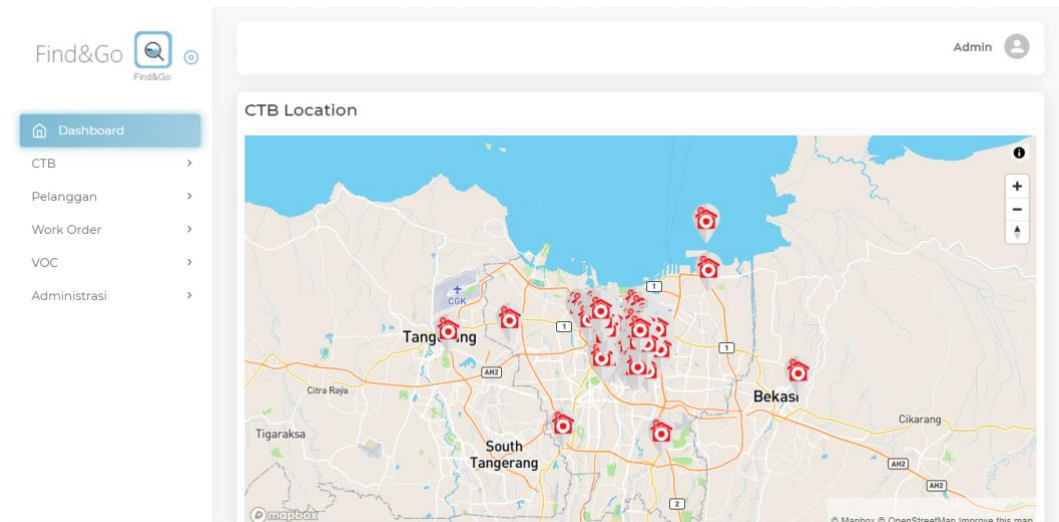 Find&Go
Find&Go
Admin
Dashboard
CTB
Pelanggan
Work Order
VOC
Administrasi
CTB Location
CGK
1
1
1
AH2
Citra Raya
Bekasi
Cikarang
Tigaraksa
South
Tangerang
AH2
AH2
2
mapbox
© Mapbox © OpenStreetMap Improve this map